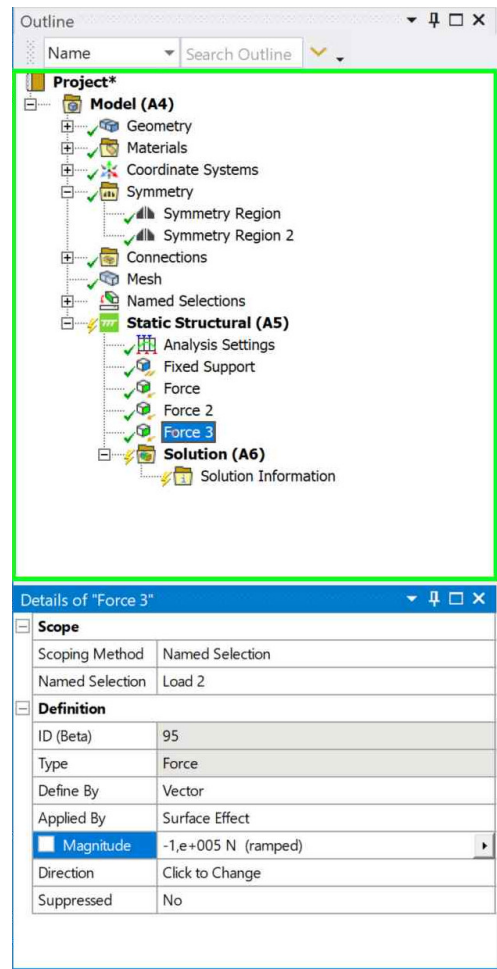 Outline
Name Search Outline
Project*
Model (A4)
Geometry
Materials
Coordinate Systems
Symmetry
Symmetry Region
Symmetry Region 2
Connections
Mesh
Named Selections
Static Structural (A5)
Analysis Settings
Fixed Support
Force
Force 2
Force 3
Solution (A6)
Solution Information
Details of "Force 3"
Scope
Scoping Method Named Selection
Named Selection Load 2
Definition
ID (Beta) 95
Type Force
Define By Vector
Applied By Surface Effect
Magnitude -1,e+005 N (ramped)
Direction Click to Change
Suppressed No